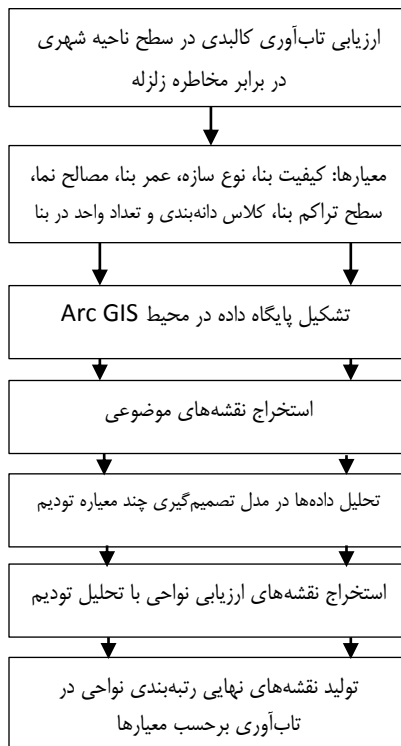 ارزیابی تاب‌آوری کالبدی در سطح ناحیه شهری
در برابر مخاطره زلزله
معیارها: کیفیت بنا، نوع سازه، عمر بنا، مصالح نما،
سطح تراکم بنا، کلاس دانه‌بندی و تعداد واحد در بنا
تشکیل پایگاه داده در محیط Arc GIS
استخراج نقشه‌های موضوعی
تحلیل داده‌ها در مدل تصمیم‌گیری چند معیاره تودیم
استخراج نقشه‌های ارزیابی نواحی با تحلیل تودیم
تولید نقشه‌های نهایی رتبه‌بندی نواحی در
تاب‌آوری برحسب معیارها